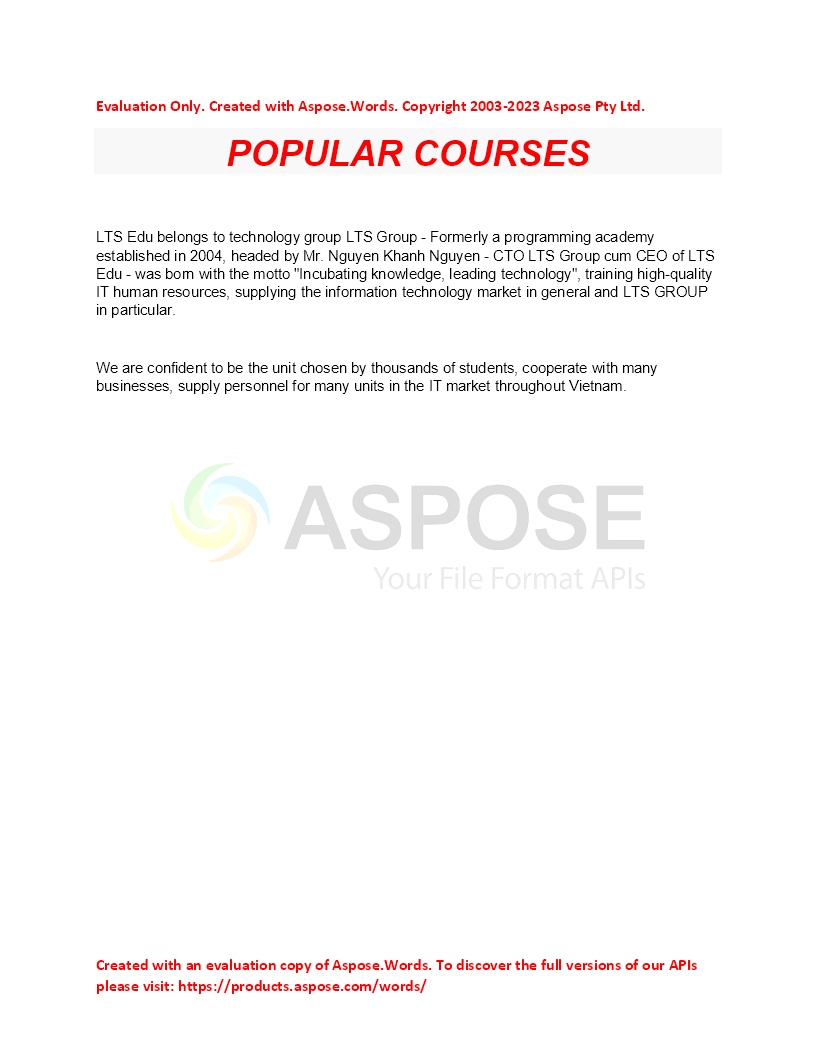 Evaluation Only. Created with Aspose.Words. Copyright 2003-2023 Aspose Pty Ltd.
POPULAR COURSES
LTS Edu belongs to technology group LTS Group - Formerly a programming academy
established in 2004, headed by Mr. Nguyen Khanh Nguyen - CTO LTS Group cum CEO of LTS
Edu - was born with the motto "Incubating knowledge, leading technology", training high-quality
IT human resources, supplying the information technology market in general and LTS GROUP
in particular.
We are confident to be the unit chosen by thousands of students, cooperate with many
businesses, supply personnel for many units in the IT market throughout Vietnam.
ASPOSE
Your File Format APIs
Created with an evaluation copy of Aspose.Words. To discover the full versions of our APIs
please visit: https://products.aspose.com/words/